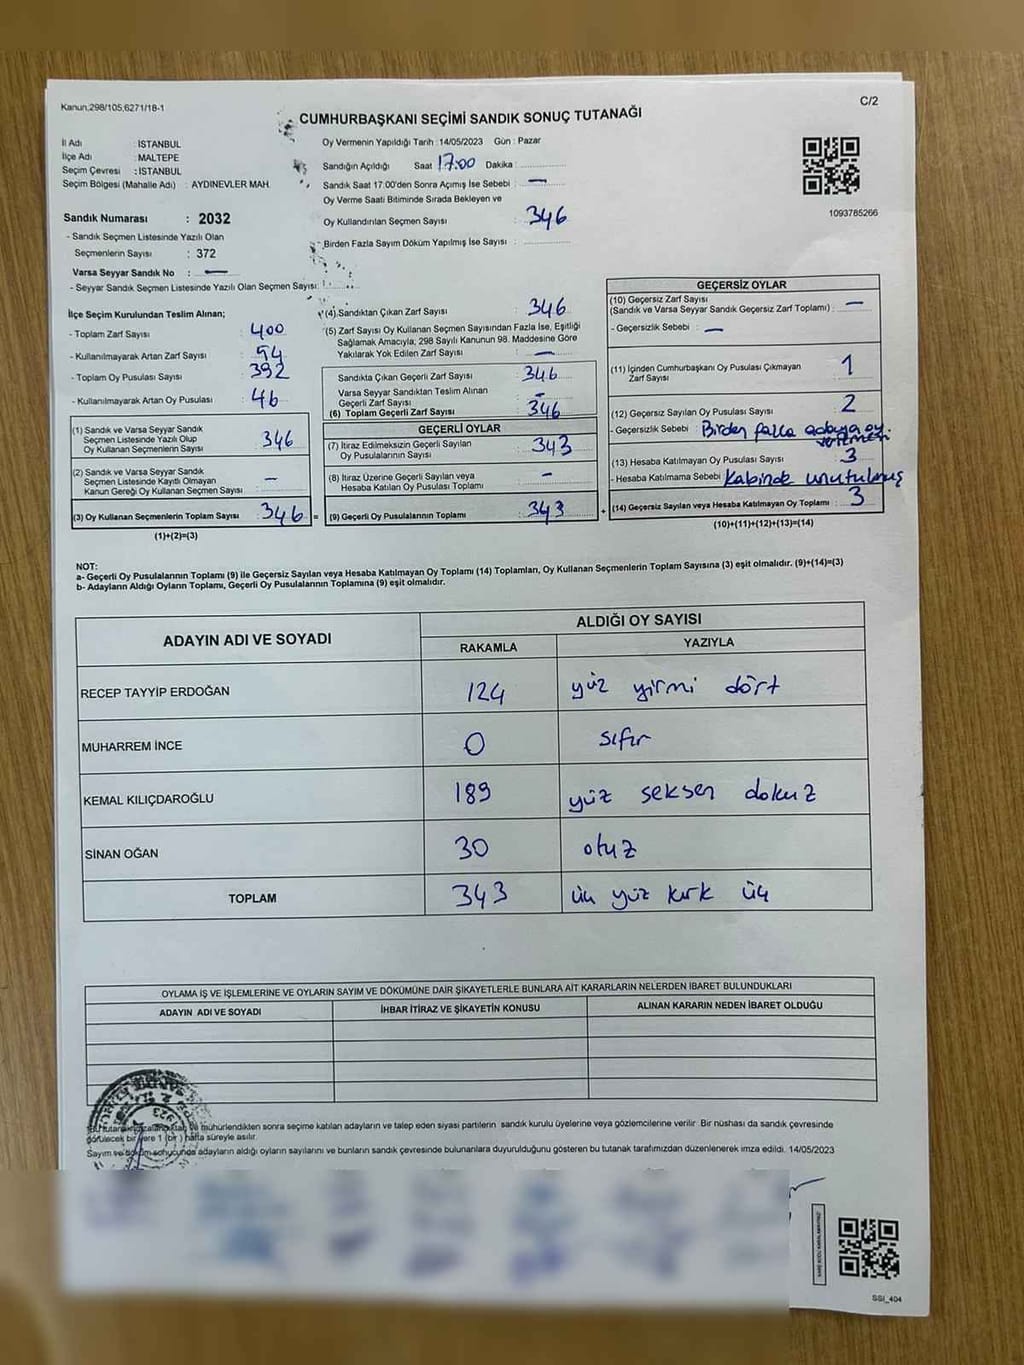 Kanun,298/105,6271/18-1
C/2
CUMHURBAŞKANI SEÇİMİ SANDIK SONUÇ TUTANAĞI
İl Adı : İSTANBUL
İlçe Adı : MALTEPE
Seçim Çevresi : İSTANBUL
Seçim Bölgesi (Mahalle Adı) : AYDINEVLER MAH.
Sandık Numarası : 2032
- Sandık Seçmen Listesinde Yazılı Olan
Seçmenlerin Sayısı : 372
Varsa Seyyar Sandık No : —
- Seyyar Sandık Seçmen Listesinde Yazılı Olan Seçmen Sayısı:
Oy Vermenin Yapıldığı Tarih :14/05/2023 Gün : Pazar
Sandığın Açıldığı Saat 17:00 Dakika :
Sandık Saat 17.00'den Sonra Açımış İse Sebebi : —
Oy Verme Saati Bitiminde Sırada Bekleyen ve
Oy Kullandırılan Seçmen Sayısı : 346
Birden Fazla Sayım Döküm Yapılmış İse Sayısı :
1093785266
İlçe Seçim Kurulundan Teslim Alınan;
- Toplam Zarf Sayısı : 400
- Kullanılmayarak Artan Zarf Sayısı : 54
- Toplam Oy Pusulası Sayısı : 392
- Kullanılmayarak Artan Oy Pusulası : 46
(1) Sandık ve Varsa Seyyar Sandık
Seçmen Listesinde Yazılı Olup
Oy Kullanan Seçmenlerin Sayısı : 346
(2) Sandık ve Varsa Seyyar Sandık
Seçmen Listesinde Kayıtlı Olmayan
Kanun Gereği Oy Kullanan Seçmen Sayısı : —
(3) Oy Kullanan Seçmenlerin Toplam Sayısı : 346
(1)+(2)=(3)
(4) Sandıktan Çıkan Zarf Sayısı : 346
(5) Zarf Sayısı Oy Kullanan Seçmen Sayısından Fazla İse, Eşitliği
Sağlamak Amacıyla; 298 Sayılı Kanunun 98. Maddesine Göre
Yakılarak Yok Edilen Zarf Sayısı : —
Sandıkta Çıkan Geçerli Zarf Sayısı : 346
Varsa Seyyar Sandıktan Teslim Alınan
Geçerli Zarf Sayısı : —
(6) Toplam Geçerli Zarf Sayısı : 346
GEÇERLİ OYLAR
(7) İtiraz Edilmeksizin Geçerli Sayılan
Oy Pusulalarının Sayısı : 343
(8) İtiraz Üzerine Geçerli Sayılan veya
Hesaba Katılan Oy Pusulası Toplamı : —
= (9) Geçerli Oy Pusulalarının Toplamı : 343
GEÇERSİZ OYLAR
(10) Geçersiz Zarf Sayısı
(Sandık ve Varsa Seyyar Sandık Geçersiz Zarf Toplamı) : —
- Geçersizlik Sebebi : —
(11) İçinden Cumhurbaşkanı Oy Pusulası Çıkmayan
Zarf Sayısı : 1
(12) Geçersiz Sayılan Oy Pusulası Sayısı : 2
- Geçersizlik Sebebi : Birden fazla adaya oy
verilmesi
(13) Hesaba Katılmayan Oy Pusulası Sayısı : 3
- Hesaba Katılmama Sebebi : Kabinde unutulmuş
+ (14) Geçersiz Sayılan veya Hesaba Katılmayan Oy Toplamı : 3
(10)+(11)+(12)+(13)=(14)
NOT:
a- Geçerli Oy Pusulalarının Toplamı (9) ile Geçersiz Sayılan veya Hesaba Katılmayan Oy Toplamı (14) Toplamları, Oy Kullanan Seçmenlerin Toplam Sayısına (3) eşit olmalıdır. (9)+(14)=(3)
b- Adayların Aldığı Oyların Toplamı, Geçerli Oy Pusulalarının Toplamına (9) eşit olmalıdır.
ADAYIN ADI VE SOYADI
ALDIĞI OY SAYISI
RAKAMLA YAZIYLA
RECEP TAYYİP ERDOĞAN 124 yüz yirmi dört
MUHARREM İNCE 0 sıfır
KEMAL KILIÇDAROĞLU 189 yüz seksen dokuz
SİNAN OĞAN 30 otuz
TOPLAM 343 üç yüz kırk üç
OYLAMA İŞ VE İŞLEMLERİNE VE OYLARIN SAYIM VE DÖKÜMÜNE DAİR ŞİKAYETLERLE BUNLARA AİT KARARLARIN NELERDEN İBARET BULUNDUKLARI
ADAYIN ADI VE SOYADI İHBAR İTİRAZ VE ŞİKAYETİN KONUSU ALINAN KARARIN NEDEN İBARET OLDUĞU
mühürlendikten sonra seçime katılan adayların ve talep eden siyasi partilerin sandık kurulu üyelerine veya gözlemcilerine verilir. Bir nüshası da sandık çevresinde
görülecek bir yere 1 (bir) hafta süreyle asılır.
Sayım ve döküm sonucunda adayların aldığı oyların sayılarını ve bunların sandık çevresinde bulunanlara duyurulduğunu gösteren bu tutanak tarafımızdan düzenlenerek imza edildi. 14/05/2023
SSI_404